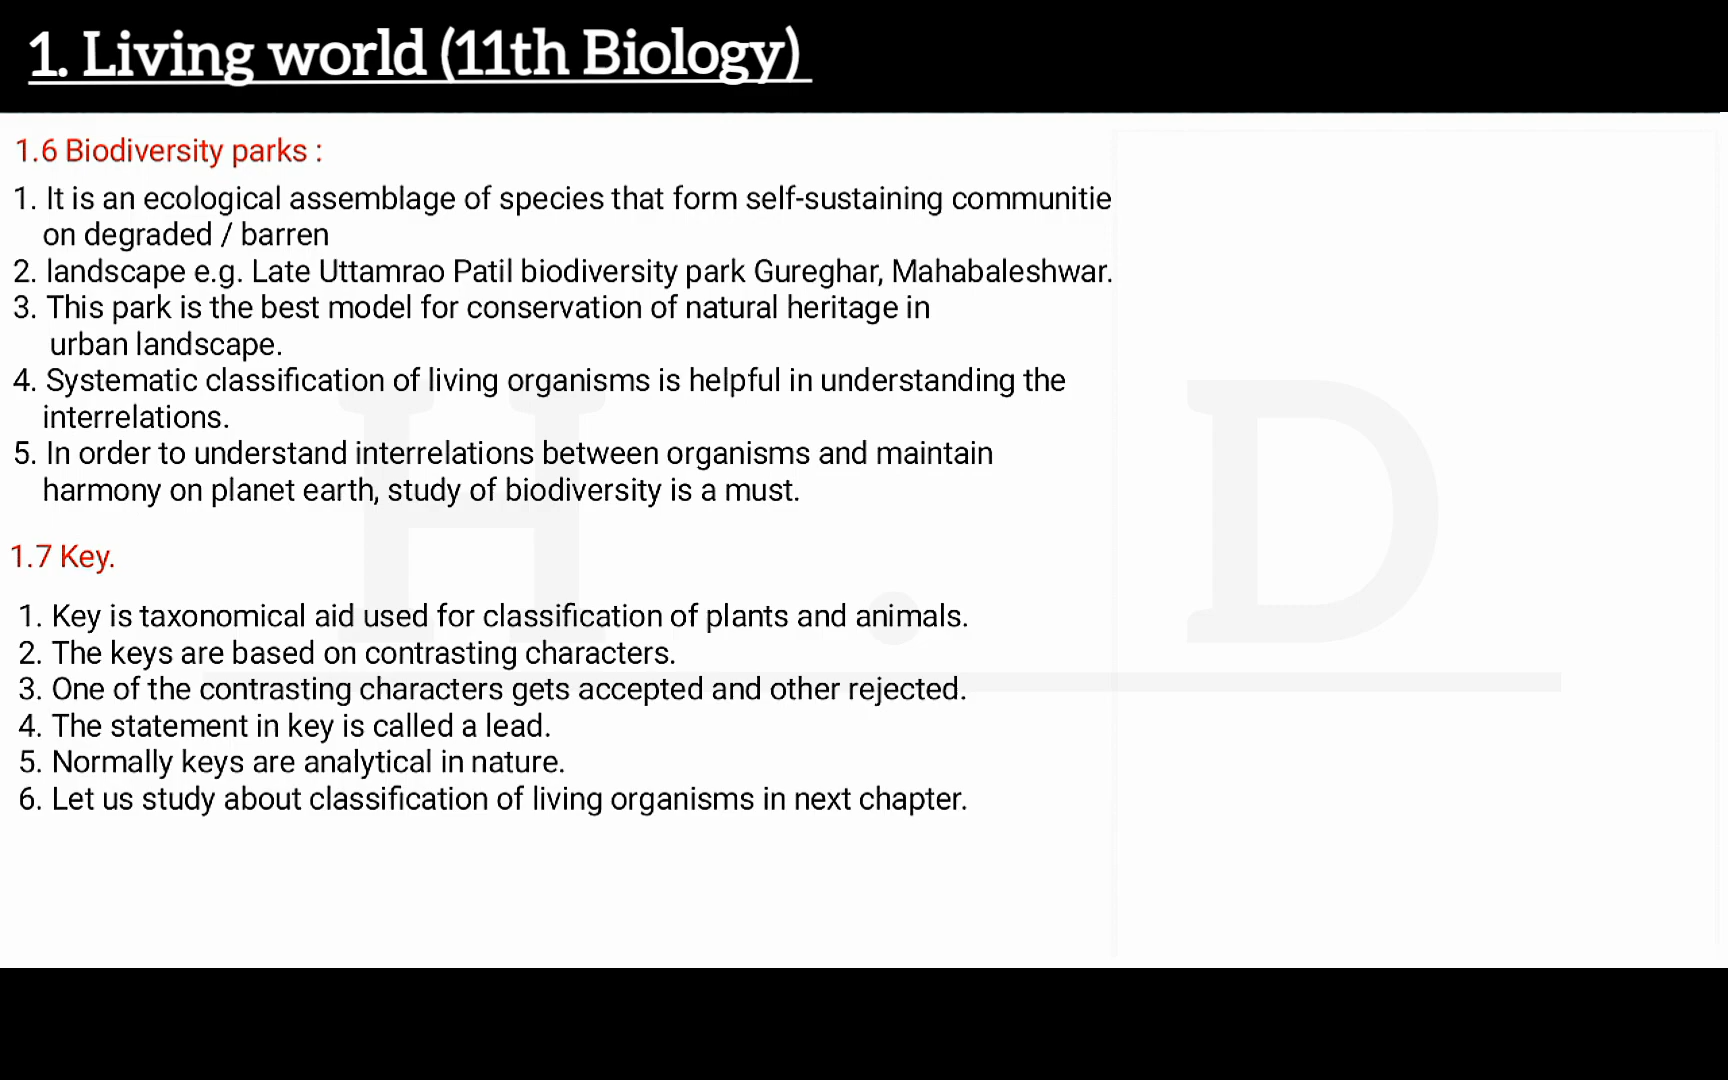 1. Living world (11th Biology)
1.6 Biodiversity parks :
1. It is an ecological assemblage of species that form self-sustaining communitie
on degraded / barren
2. landscape e.g. Late Uttamrao Patil biodiversity park Gureghar, Mahabaleshwar.
3. This park is the best model for conservation of natural heritage in
urban landscape.
4. Systematic classification of living organisms is helpful in understanding the
interrelations.
5. In order to understand interrelations between organisms and maintain
harmony on planet earth, study of biodiversity is a must.
H . D
1.7 Key.
1. Key is taxonomical aid used for classification of plants and animals.
2. The keys are based on contrasting characters.
3. One of the contrasting characters gets accepted and other rejected.
4. The statement in key is called a lead.
5. Normally keys are analytical in nature.
6. Let us study about classification of living organisms in next chapter.